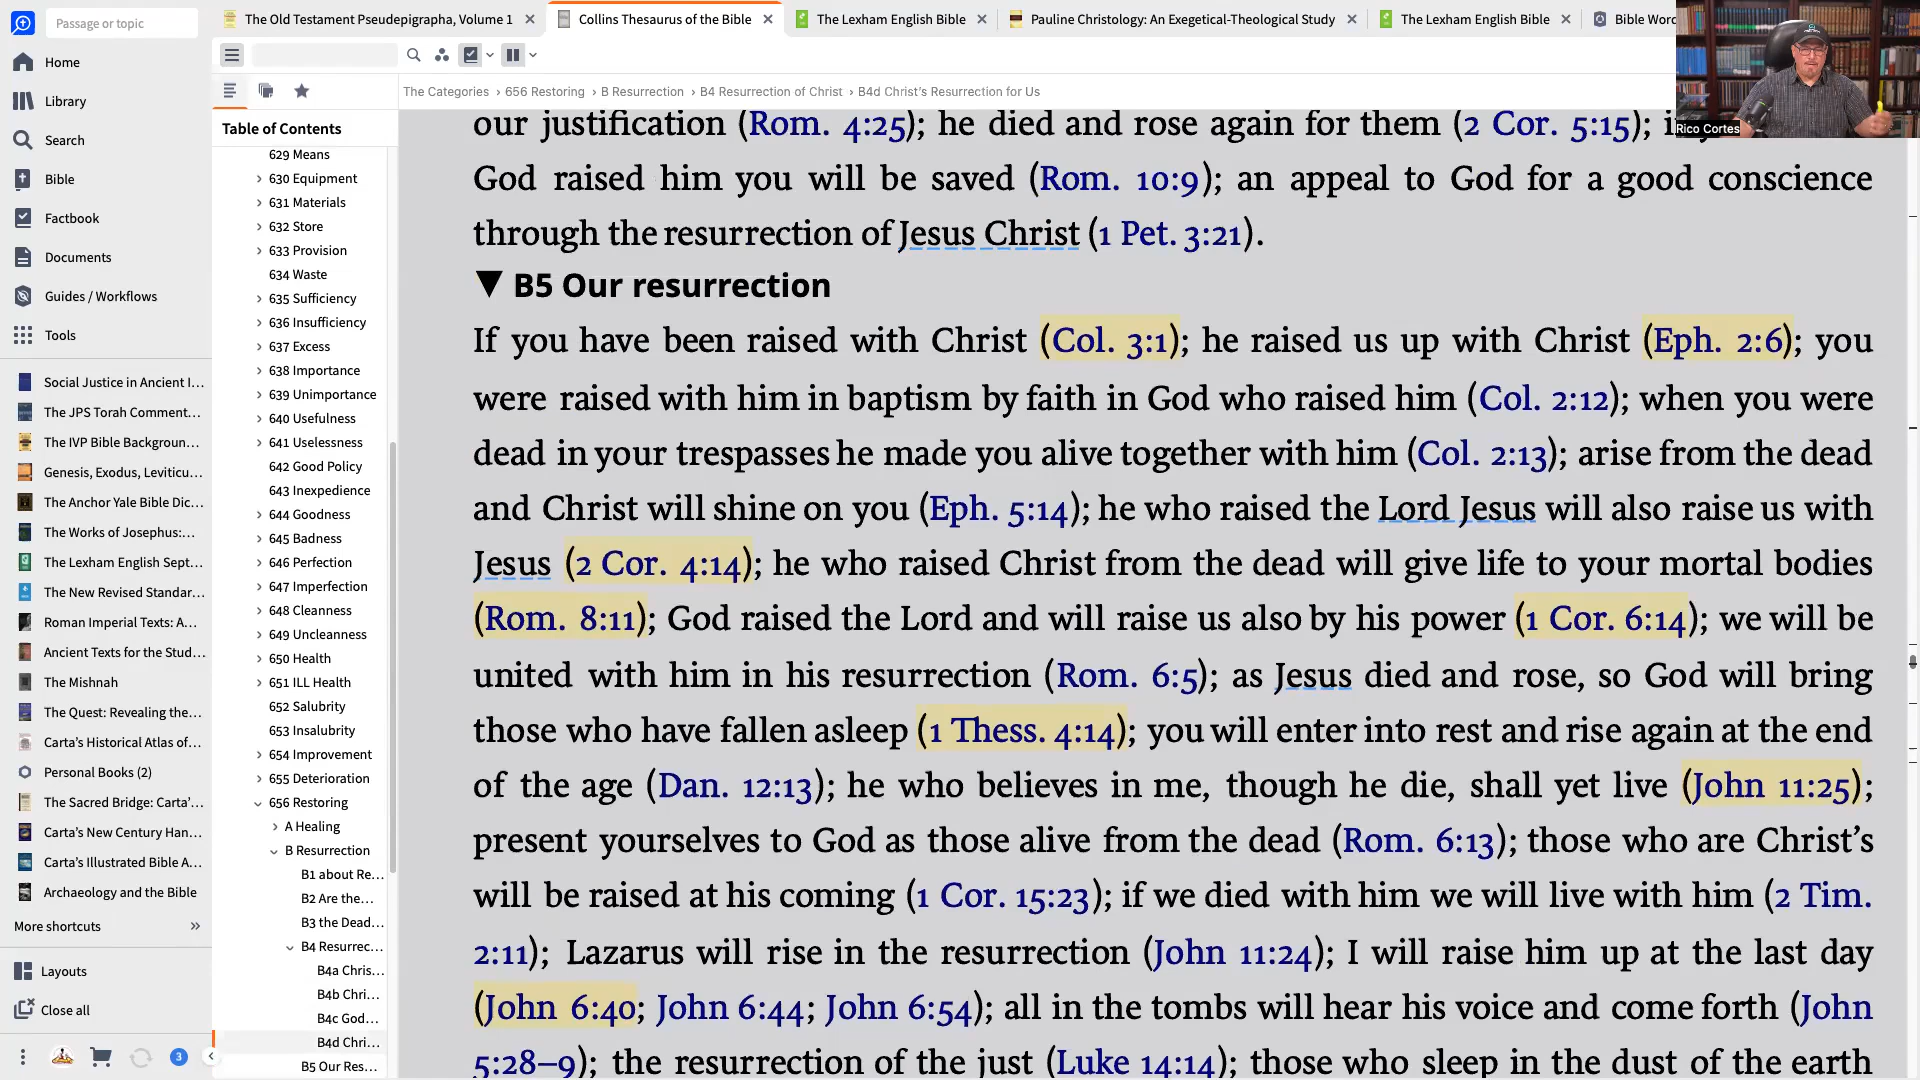 Passage or topic
Home
Library
Search
Bible
Factbook
Documents
Guides / Workflows
Tools
Social Justice in Ancient I...
The JPS Torah Comment...
The IVP Bible Backgroun...
Genesis, Exodus, Leviticu...
The Anchor Yale Bible Dic...
The Works of Josephus:...
The Lexham English Sept...
The New Revised Standar...
Roman Imperial Texts: A...
Ancient Texts for the Stud...
The Mishnah
The Quest: Revealing the...
Carta's Historical Atlas of...
Personal Books (2)
The Sacred Bridge: Carta'...
Carta's New Century Han...
Carta's Illustrated Bible A...
Archaeology and the Bible
More shortcuts
Layouts
Close all
3
The Old Testament Pseudepigrapha, Volume 1
Collins Thesaurus of the Bible
The Lexham English Bible
Pauline Christology: An Exegetical-Theological Study
The Lexham English Bible
Bible Word
The Categories › 656 Restoring › B Resurrection › B4 Resurrection of Christ › B4d Christ's Resurrection for Us
Rico Cortes
Table of Contents
629 Means
630 Equipment
631 Materials
632 Store
633 Provision
634 Waste
635 Sufficiency
636 Insufficiency
637 Excess
638 Importance
639 Unimportance
640 Usefulness
641 Uselessness
642 Good Policy
643 Inexpedience
644 Goodness
645 Badness
646 Perfection
647 Imperfection
648 Cleanness
649 Uncleanness
650 Health
651 ILL Health
652 Salubrity
653 Insalubrity
654 Improvement
655 Deterioration
656 Restoring
A Healing
B Resurrection
B1 about Re...
B2 Are the...
B3 the Dead...
B4 Resurrec...
B4a Chris...
B4b Chri...
B4c God...
B4d Chri...
B5 Our Res...
our justification (Rom. 4:25); he died and rose again for them (2 Cor. 5:15);
God raised him you will be saved (Rom. 10:9); an appeal to God for a good conscience
through the resurrection of Jesus Christ (1 Pet. 3:21).
▼ B5 Our resurrection
If you have been raised with Christ (Col. 3:1); he raised us up with Christ (Eph. 2:6); you
were raised with him in baptism by faith in God who raised him (Col. 2:12); when you were
dead in your trespasses he made you alive together with him (Col. 2:13); arise from the dead
and Christ will shine on you (Eph. 5:14); he who raised the Lord Jesus will also raise us with
Jesus (2 Cor. 4:14); he who raised Christ from the dead will give life to your mortal bodies
(Rom. 8:11); God raised the Lord and will raise us also by his power (1 Cor. 6:14); we will be
united with him in his resurrection (Rom. 6:5); as Jesus died and rose, so God will bring
those who have fallen asleep (1 Thess. 4:14); you will enter into rest and rise again at the end
of the age (Dan. 12:13); he who believes in me, though he die, shall yet live (John 11:25);
present yourselves to God as those alive from the dead (Rom. 6:13); those who are Christ's
will be raised at his coming (1 Cor. 15:23); if we died with him we will live with him (2 Tim.
2:11); Lazarus will rise in the resurrection (John 11:24); I will raise him up at the last day
(John 6:40; John 6:44; John 6:54); all in the tombs will hear his voice and come forth (John
5:28–9); the resurrection of the just (Luke 14:14); those who sleep in the dust of the earth